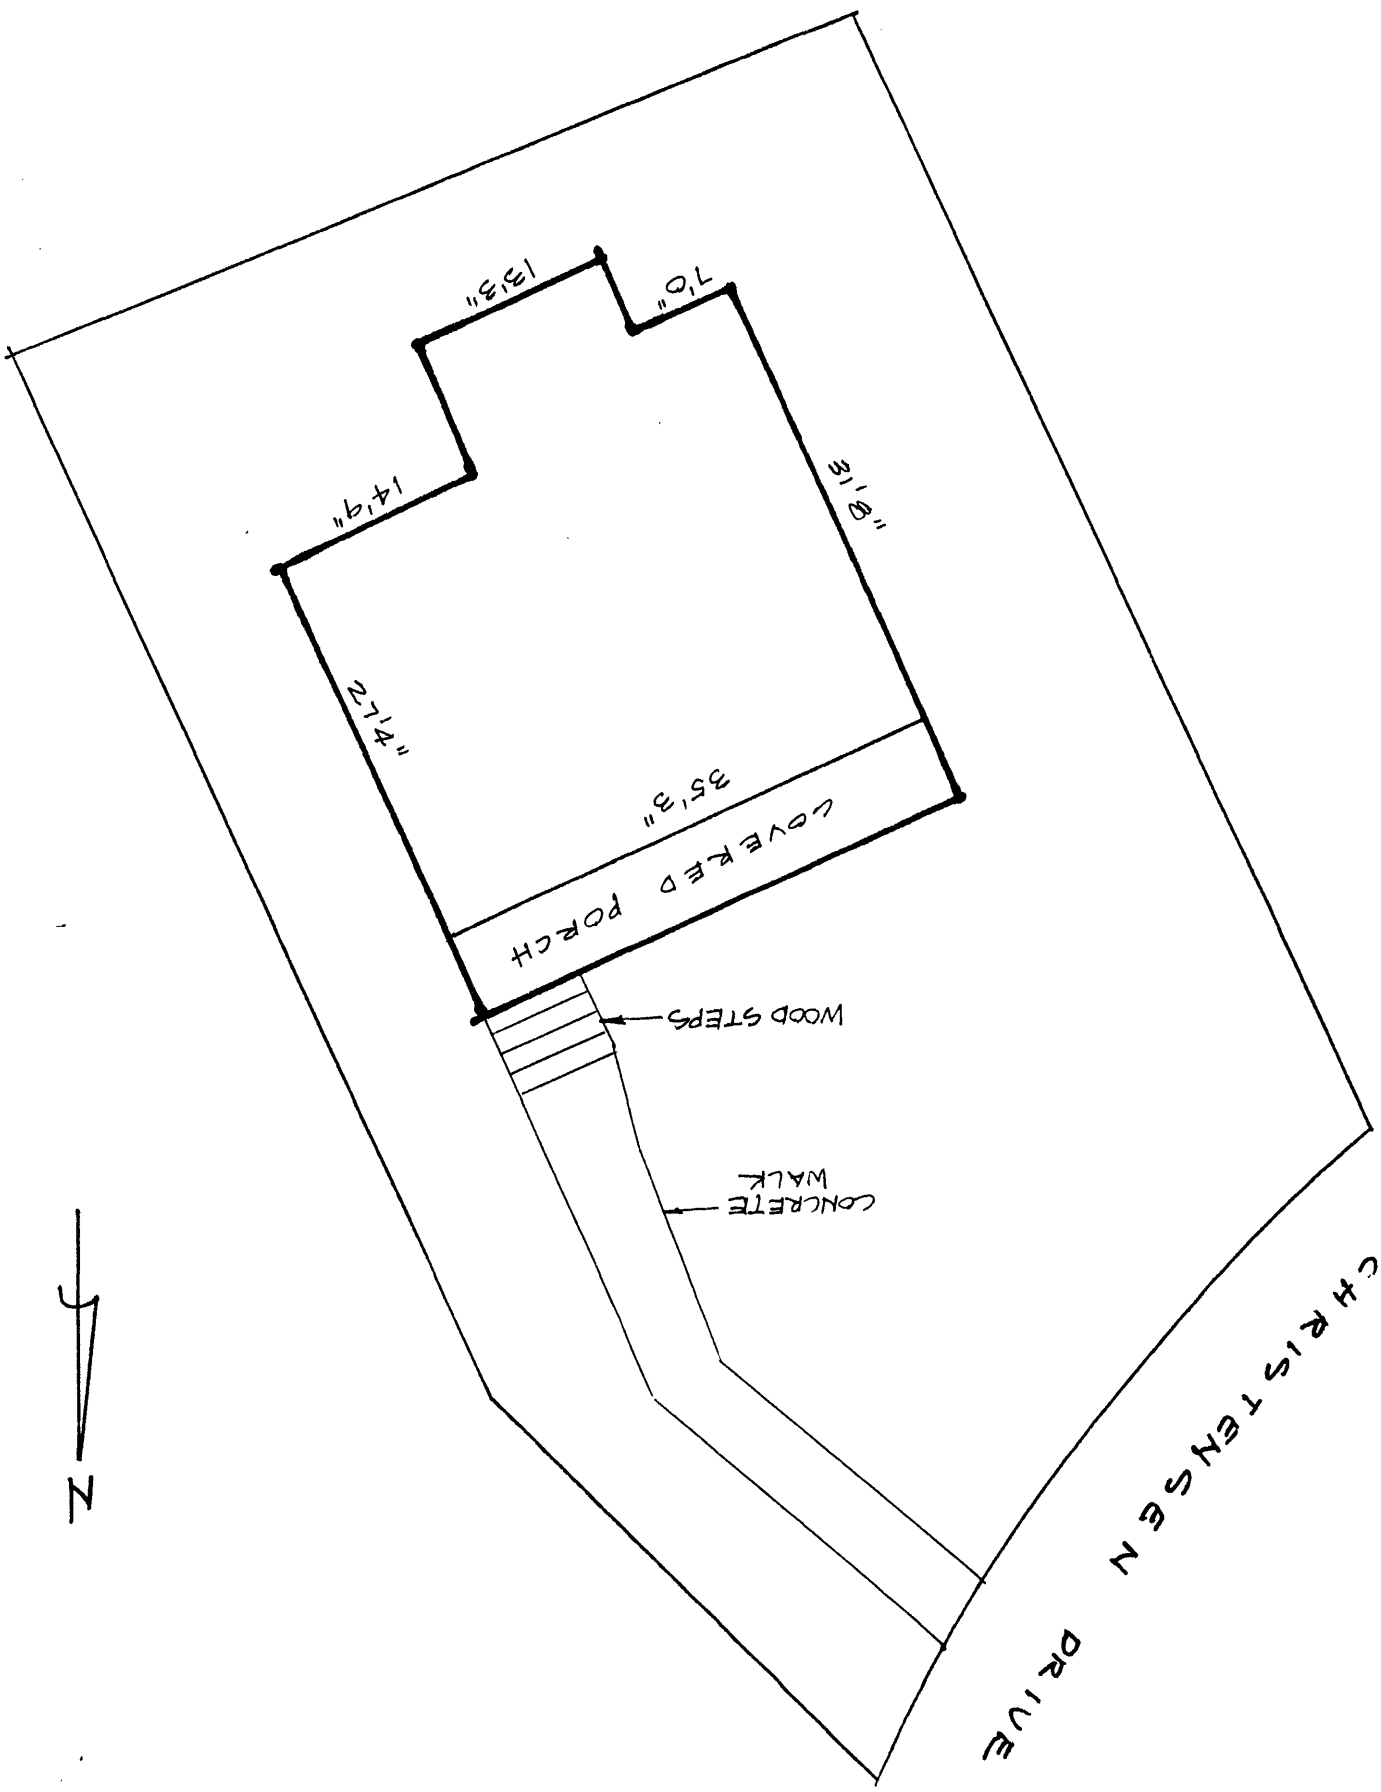 CHRISTENSEN DRIVE
N
CONCRETE
WALK
WOOD STEPS
COVERED PORCH
35'3"
27'4"
31'8"
14'9"
7'0"
13'3"